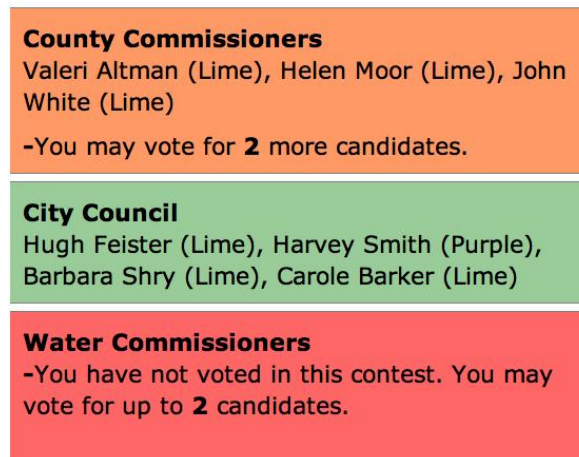 County Commissioners
Valeri Altman (Lime), Helen Moor (Lime), John
White (Lime)
-You may vote for 2 more candidates.
City Council
Hugh Feister (Lime), Harvey Smith (Purple),
Barbara Shry (Lime), Carole Barker (Lime)
Water Commissioners
-You have not voted in this contest. You may
vote for up to 2 candidates.